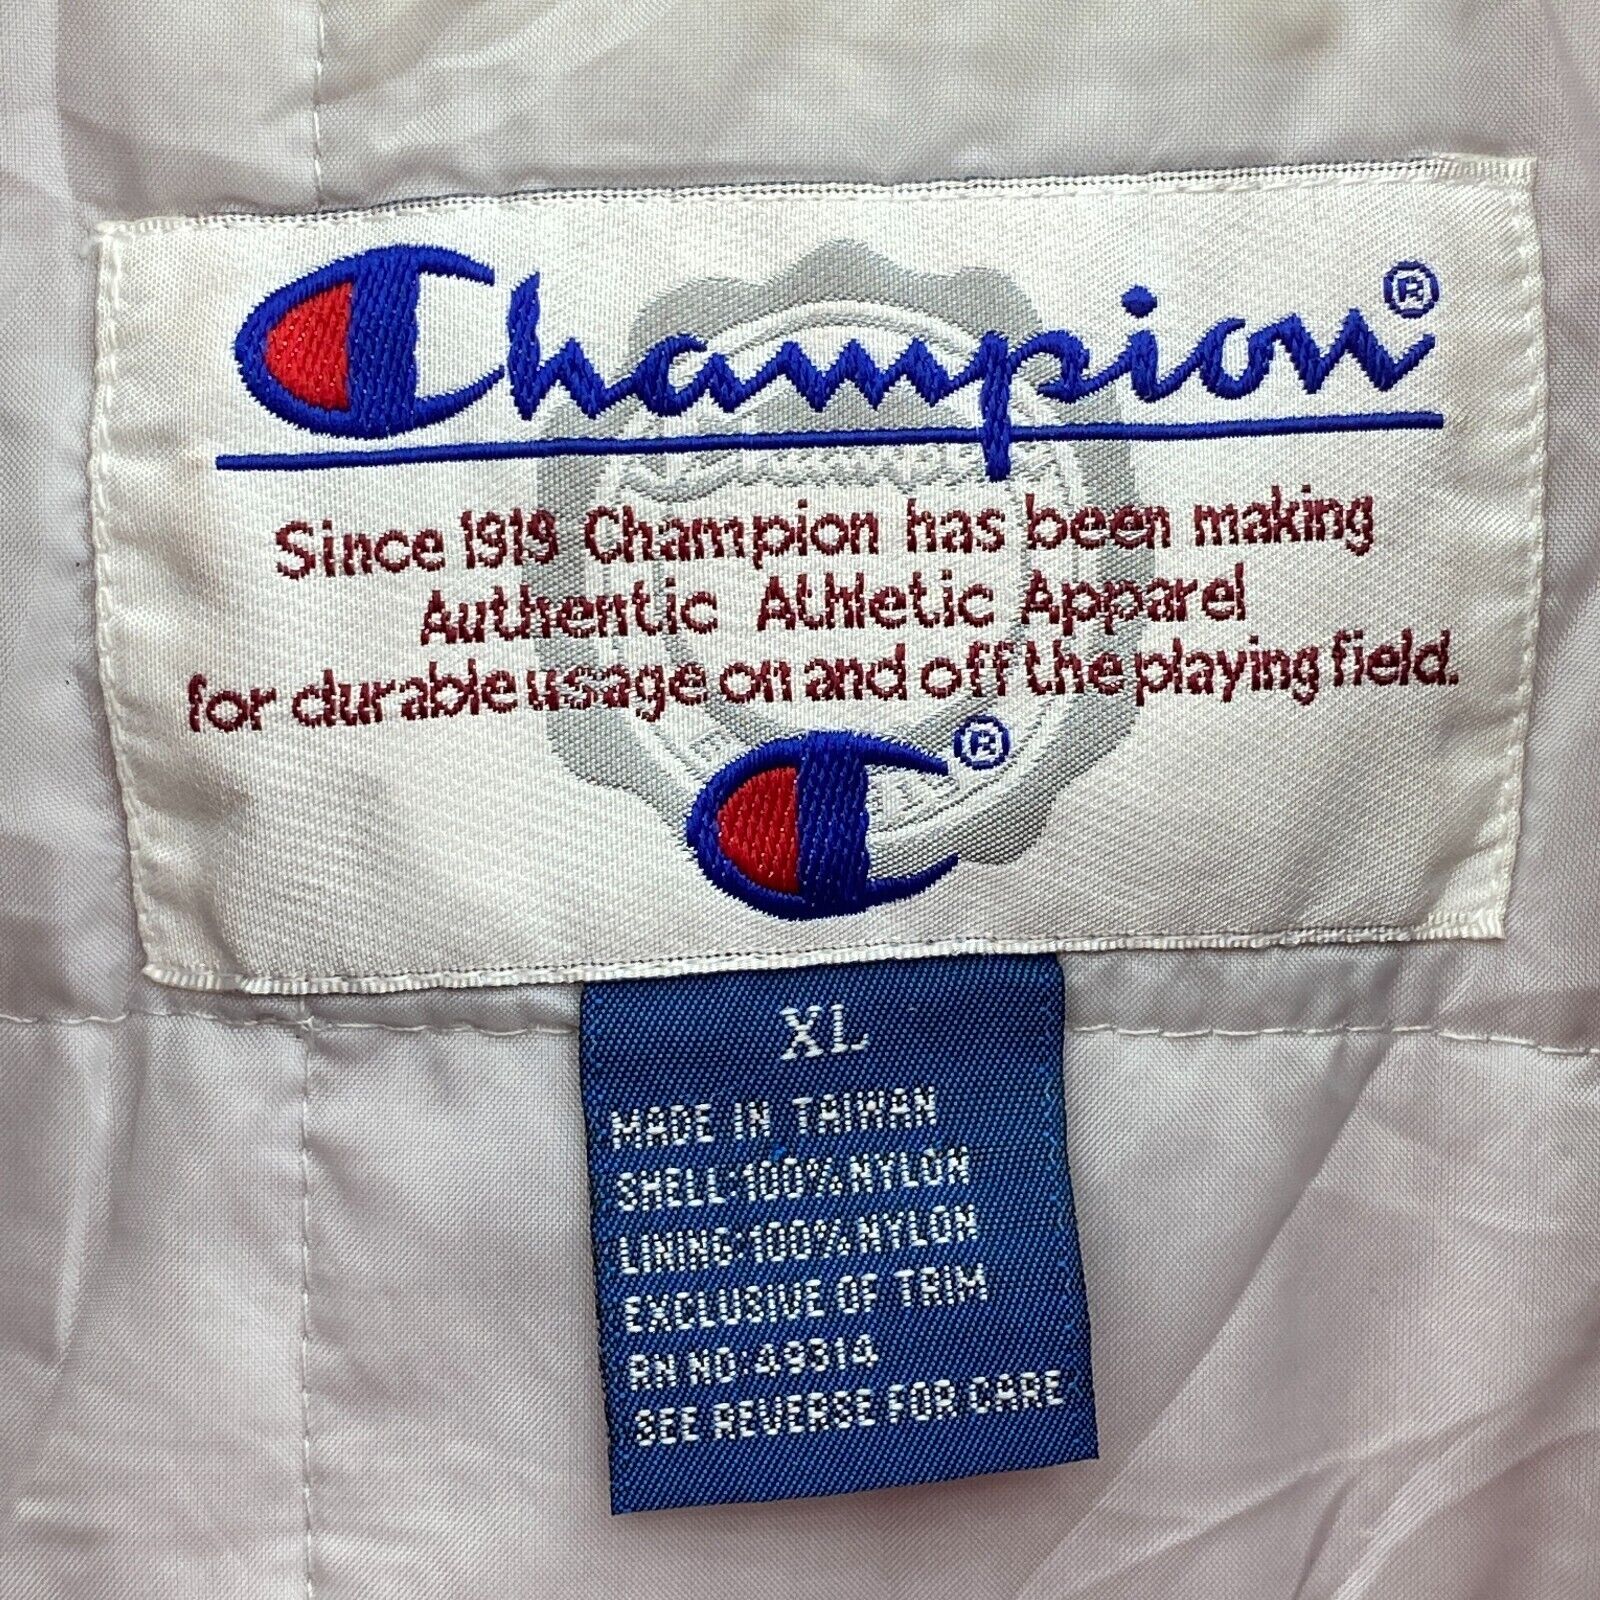 Champion®
Since 1919 Champion has been making
Authentic Athletic Apparel
for durable usage on and off the playing field.
®
XL
MADE IN TAIWAN
SHELL:100%NYLON
LINING:100%NYLON
EXCLUSIVE OF TRIM
RN NO:49314
SEE REVERSE FOR CARE